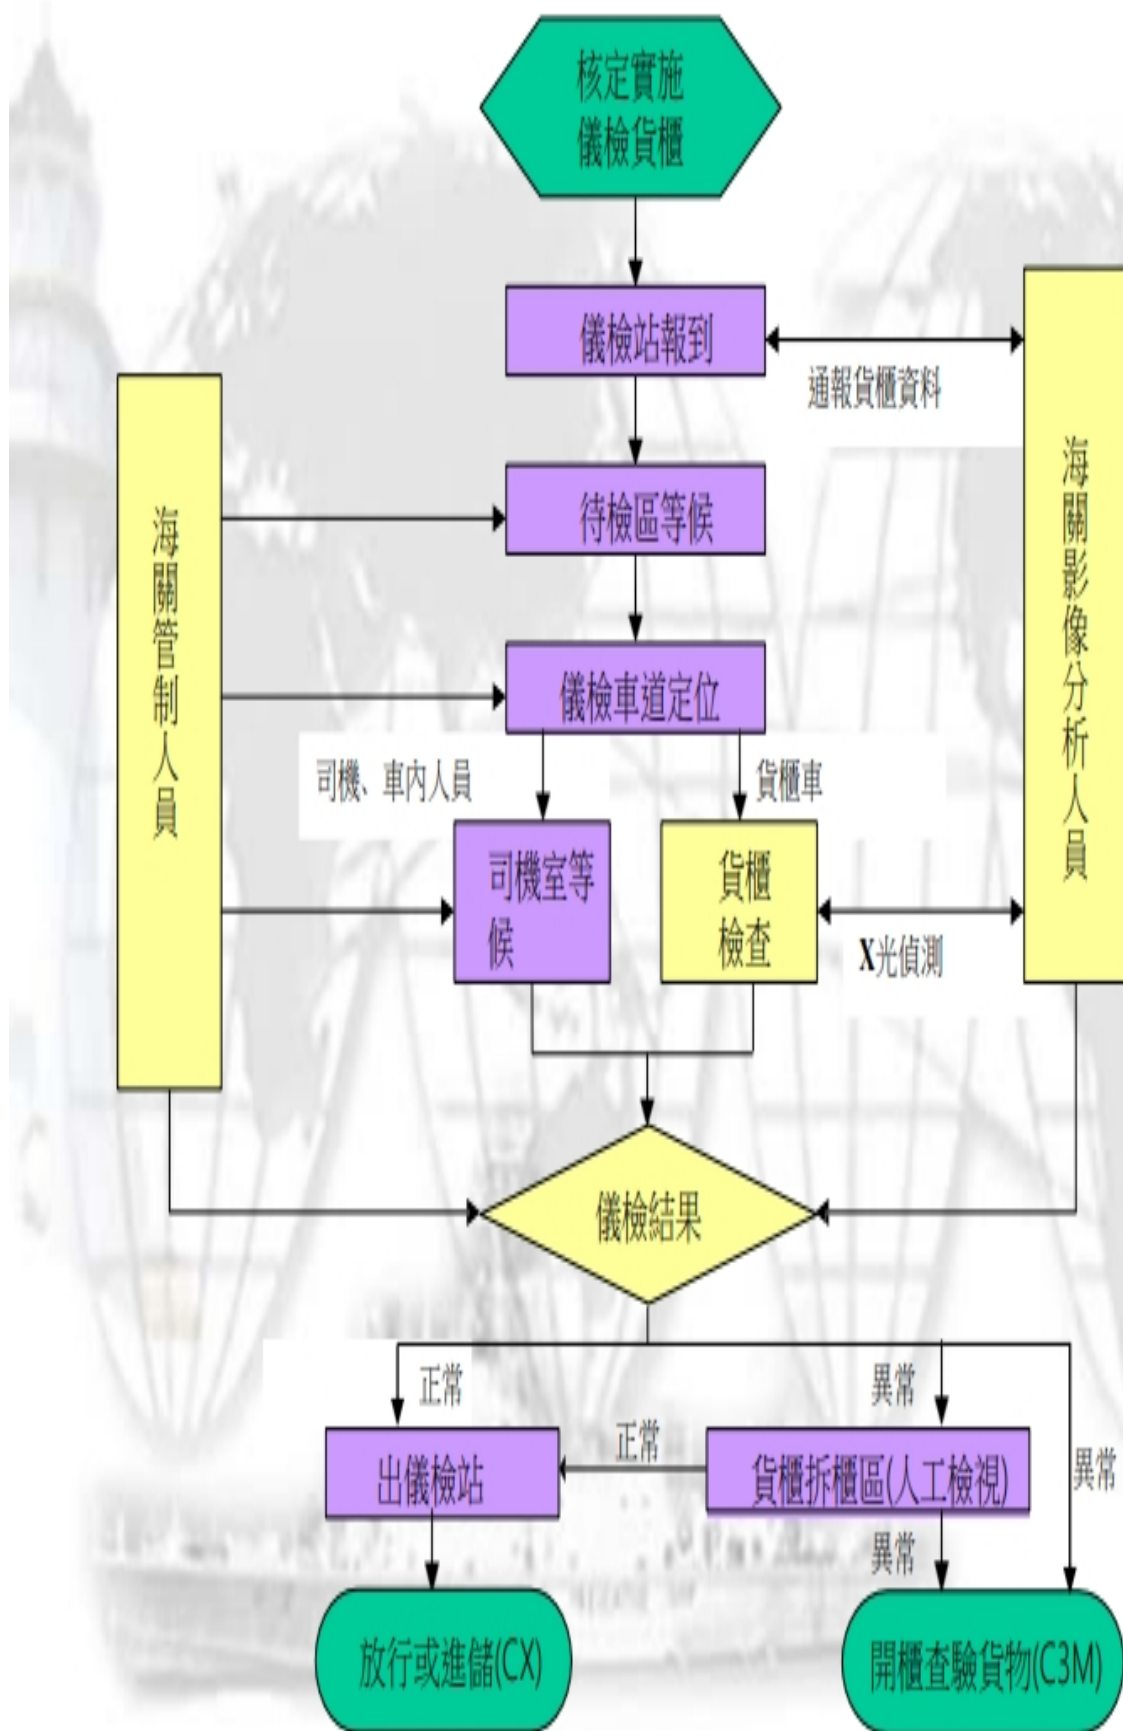 核定實施
儀檢貨櫃
儀檢站報到
通報貨櫃資料
待檢區等候
海關管制人員
海關影像分析人員
儀檢車道定位
司機、車內人員
貨櫃車
司機室等
候
貨櫃
檢查
X光偵測
儀檢結果
正常
異常
異常
出儀檢站
正常
貨櫃拆櫃區(人工檢視)
異常
放行或進儲(CX)
開櫃查驗貨物(C3M)